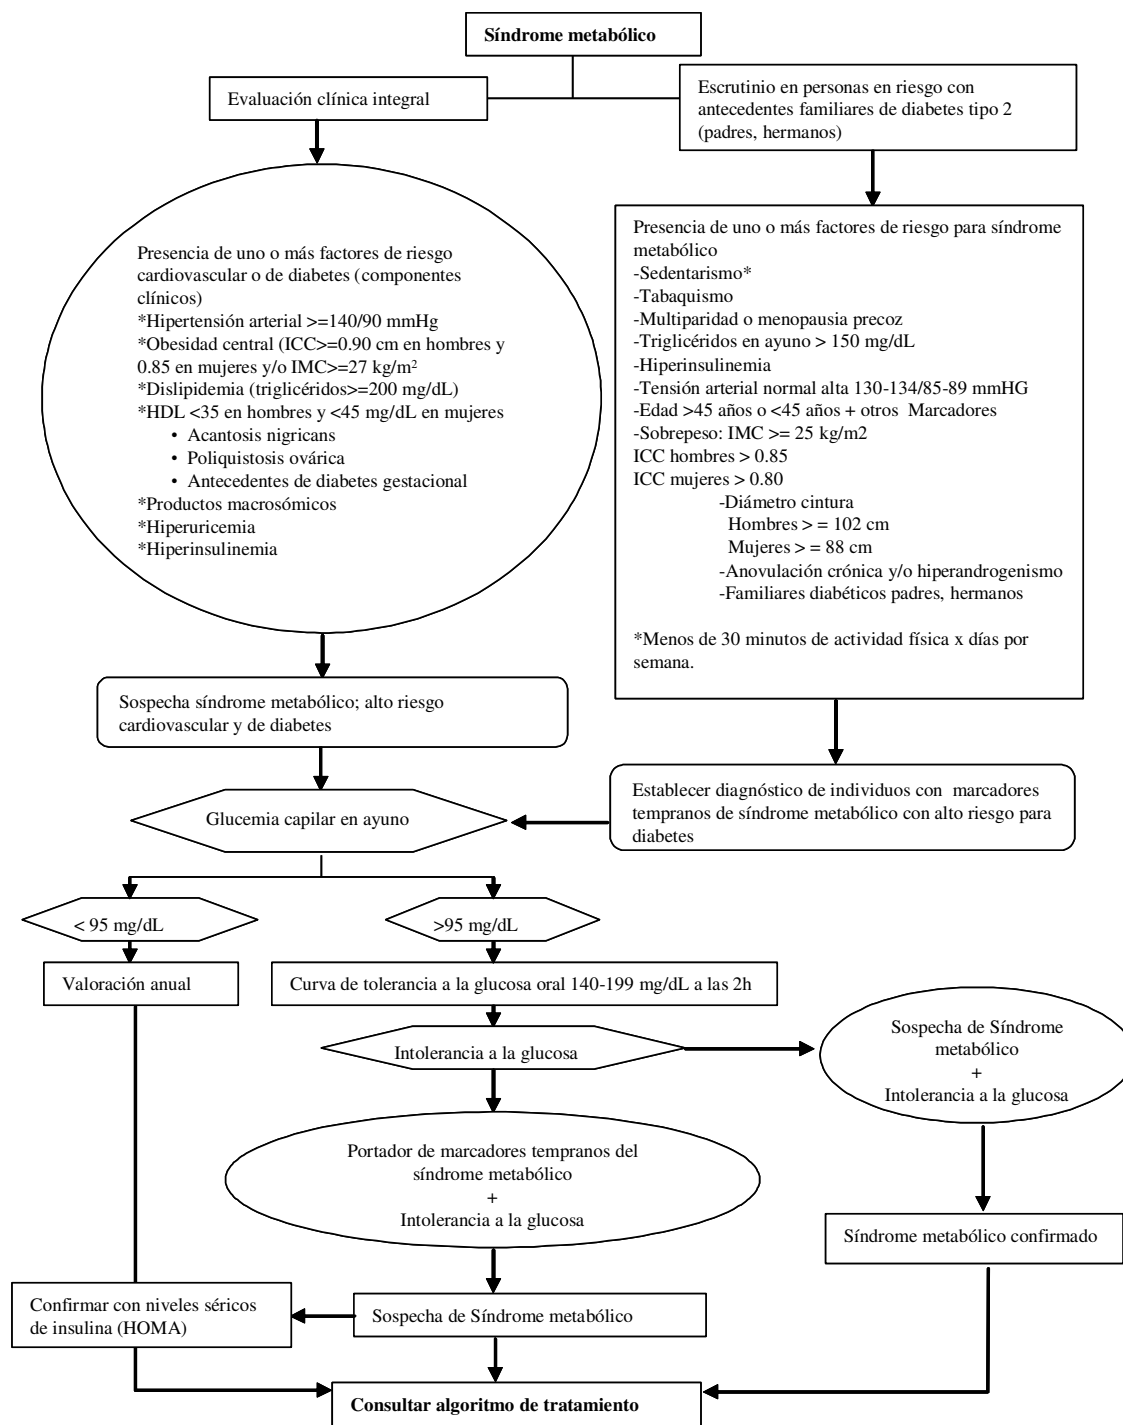 Síndrome metabólico
Evaluación clínica integral
Escrutinio en personas en riesgo con
antecedentes familiares de diabetes tipo 2
(padres, hermanos)
Presencia de uno o más factores de riesgo
cardiovascular o de diabetes (componentes
clínicos)
*Hipertensión arterial >=140/90 mmHg
*Obesidad central (ICC>=0.90 cm en hombres y
0.85 en mujeres y/o IMC>=27 kg/m²
*Dislipidemia (triglicéridos>=200 mg/dL)
*HDL <35 en hombres y <45 mg/dL en mujeres
• Acantosis nigricans
• Poliquistosis ovárica
• Antecedentes de diabetes gestacional
*Productos macrosómicos
*Hiperuricemia
*Hiperinsulinemia
Presencia de uno o más factores de riesgo para síndrome
metabólico
-Sedentarismo*
-Tabaquismo
-Multiparidad o menopausia precoz
-Triglicéridos en ayuno > 150 mg/dL
-Hiperinsulinemia
-Tensión arterial normal alta 130-134/85-89 mmHG
-Edad >45 años o <45 años + otros Marcadores
-Sobrepeso: IMC >= 25 kg/m2
ICC hombres > 0.85
ICC mujeres > 0.80
-Diámetro cintura
Hombres > = 102 cm
Mujeres > = 88 cm
-Anovulación crónica y/o hiperandrogenismo
-Familiares diabéticos padres, hermanos
*Menos de 30 minutos de actividad física x días por
semana.
Sospecha síndrome metabólico; alto riesgo
cardiovascular y de diabetes
Establecer diagnóstico de individuos con marcadores
tempranos de síndrome metabólico con alto riesgo para
diabetes
Glucemia capilar en ayuno
< 95 mg/dL
>95 mg/dL
Valoración anual
Curva de tolerancia a la glucosa oral 140-199 mg/dL a las 2h
Intolerancia a la glucosa
Sospecha de Síndrome
metabólico
+
Intolerancia a la glucosa
Portador de marcadores tempranos del
síndrome metabólico
+
Intolerancia a la glucosa
Síndrome metabólico confirmado
Confirmar con niveles séricos
de insulina (HOMA)
Sospecha de Síndrome metabólico
Consultar algoritmo de tratamiento